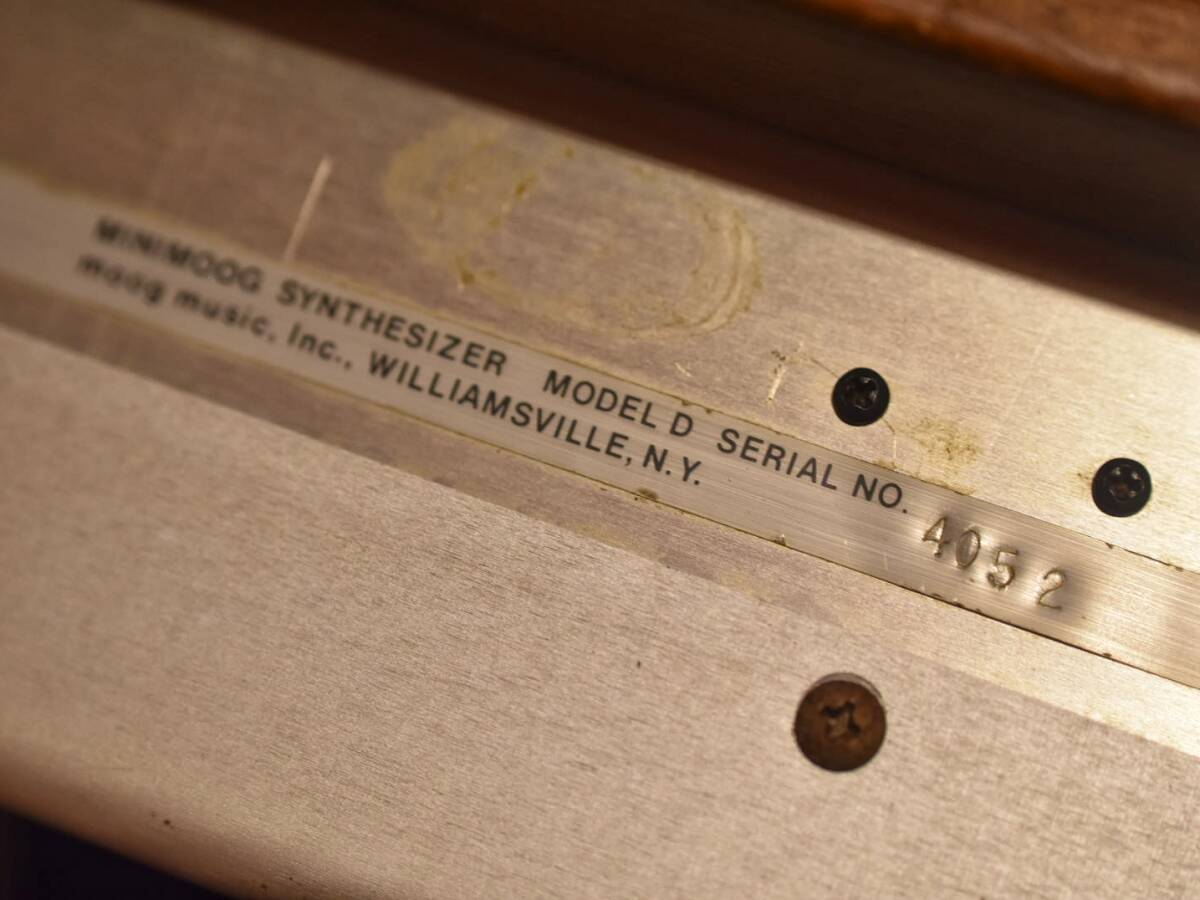 MINIMOOG SYNTHESIZER MODEL D SERIAL NO. 4052
moog music, Inc., WILLIAMSVILLE, N.Y.